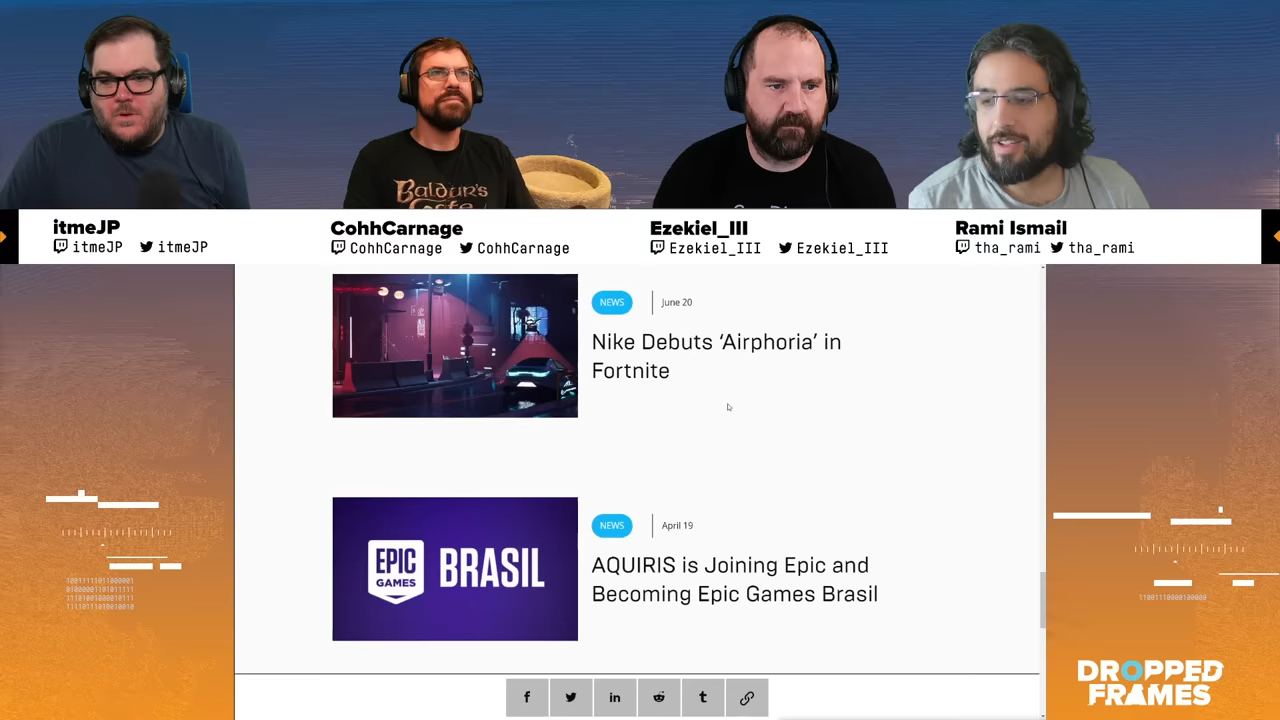 BALDUR'S
itmeJP
itmeJP itmeJP
CohhCarnage
CohhCarnage CohhCarnage
Ezekiel_III
Ezekiel_III Ezekiel_III
Rami Ismail
tha_rami tha_rami
NEWS June 20
Nike Debuts ‘Airphoria’ in
Fortnite
EPIC
GAMES
BRASIL
NEWS April 19
AQUIRIS is Joining Epic and
Becoming Epic Games Brasil
f in t
DROPPED
FRAMES